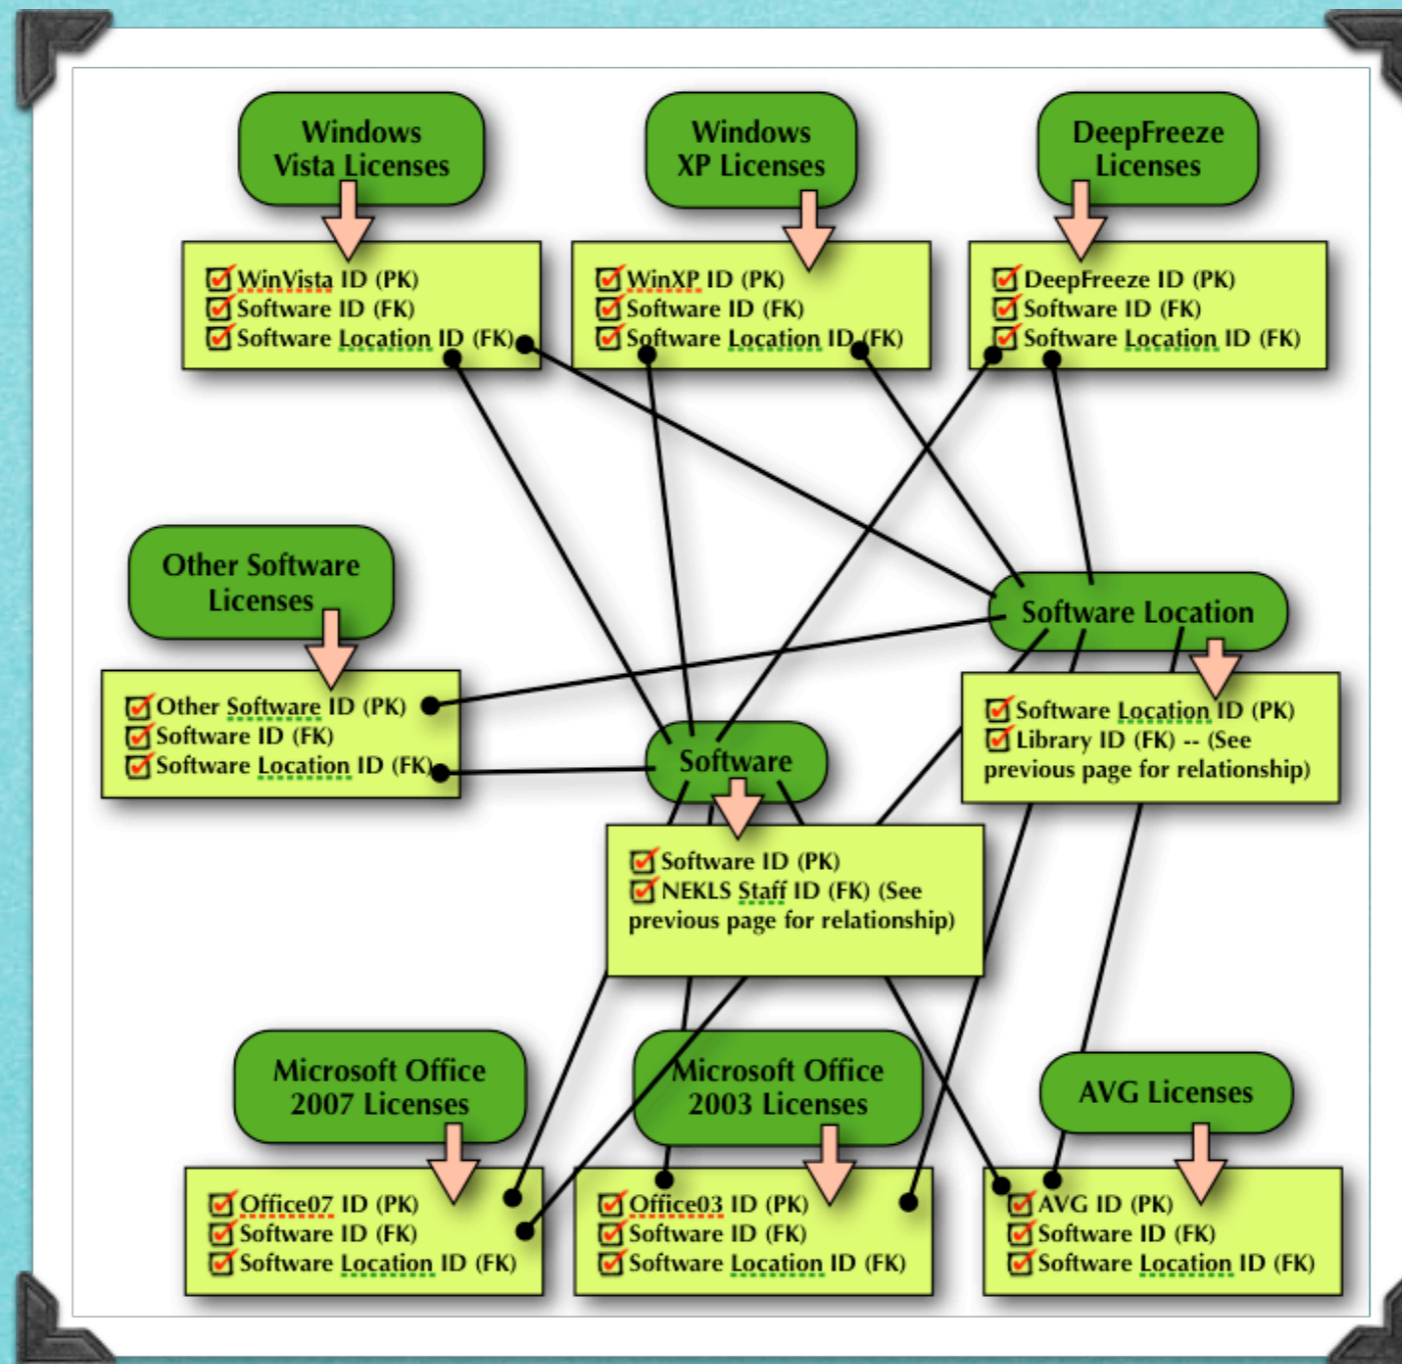 Windows
Vista Licenses
WinVista ID (PK)
Software ID (FK)
Software Location ID (FK)
Windows
XP Licenses
WinXP ID (PK)
Software ID (FK)
Software Location ID (FK)
DeepFreeze
Licenses
DeepFreeze ID (PK)
Software ID (FK)
Software Location ID (FK)
Other Software
Licenses
Other Software ID (PK)
Software ID (FK)
Software Location ID (FK)
Software Location
Software Location ID (PK)
Library ID (FK) -- (See
previous page for relationship)
Software
Software ID (PK)
NEKLS Staff ID (FK) (See
previous page for relationship)
Microsoft Office
2007 Licenses
Office07 ID (PK)
Software ID (FK)
Software Location ID (FK)
Microsoft Office
2003 Licenses
Office03 ID (PK)
Software ID (FK)
Software Location ID (FK)
AVG Licenses
AVG ID (PK)
Software ID (FK)
Software Location ID (FK)